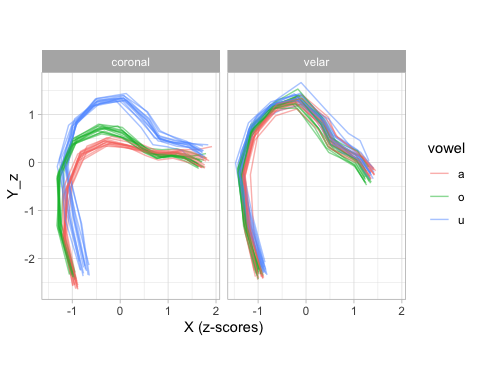 coronal velar
1
0
-1
-2
Y_z
-1 0 1 2 -1 0 1 2
X (z-scores)
vowel
a
o
u